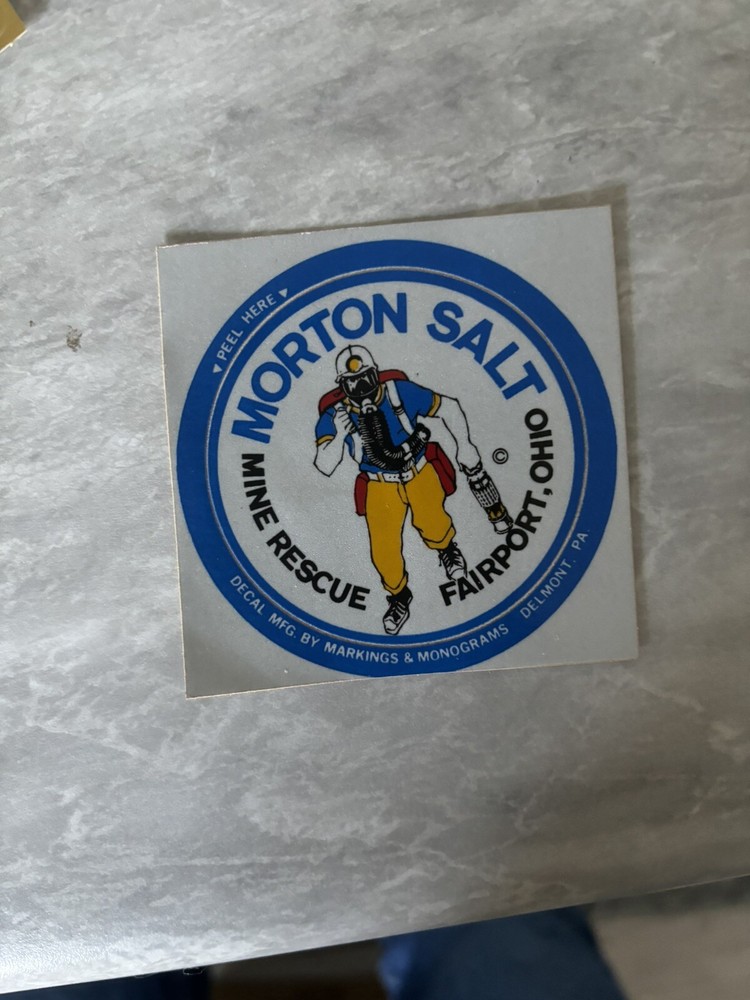 ◄ PEEL HERE ►
MORTON SALT
MINE RESCUE
FAIRPORT, OHIO
©
DECAL MFG. BY MARKINGS & MONOGRAMS DELMONT, PA.